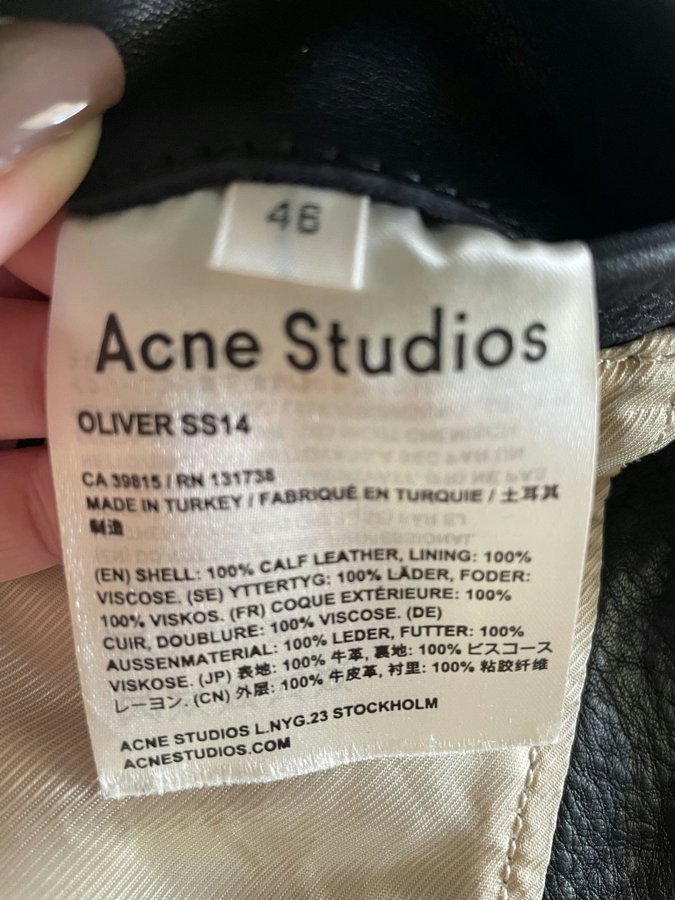 46
Acne Studios
OLIVER SS14
CA 39815 / RN 131738
MADE IN TURKEY / FABRIQUÉ EN TURQUIE / 土耳其
制造
(EN) SHELL: 100% CALF LEATHER, LINING: 100%
VISCOSE. (SE) YTTERTYG: 100% LÄDER, FODER:
100% VISKOS. (FR) COQUE EXTÉRIEURE: 100%
CUIR, DOUBLURE: 100% VISCOSE. (DE)
AUSSENMATERIAL: 100% LEDER, FUTTER: 100%
VISKOSE. (JP) 表地: 100% 牛革, 裏地: 100% ビスコース
レーヨン. (CN) 外层: 100% 牛皮革, 衬里: 100% 粘胶纤维
ACNE STUDIOS L.NYG.23 STOCKHOLM
ACNESTUDIOS.COM